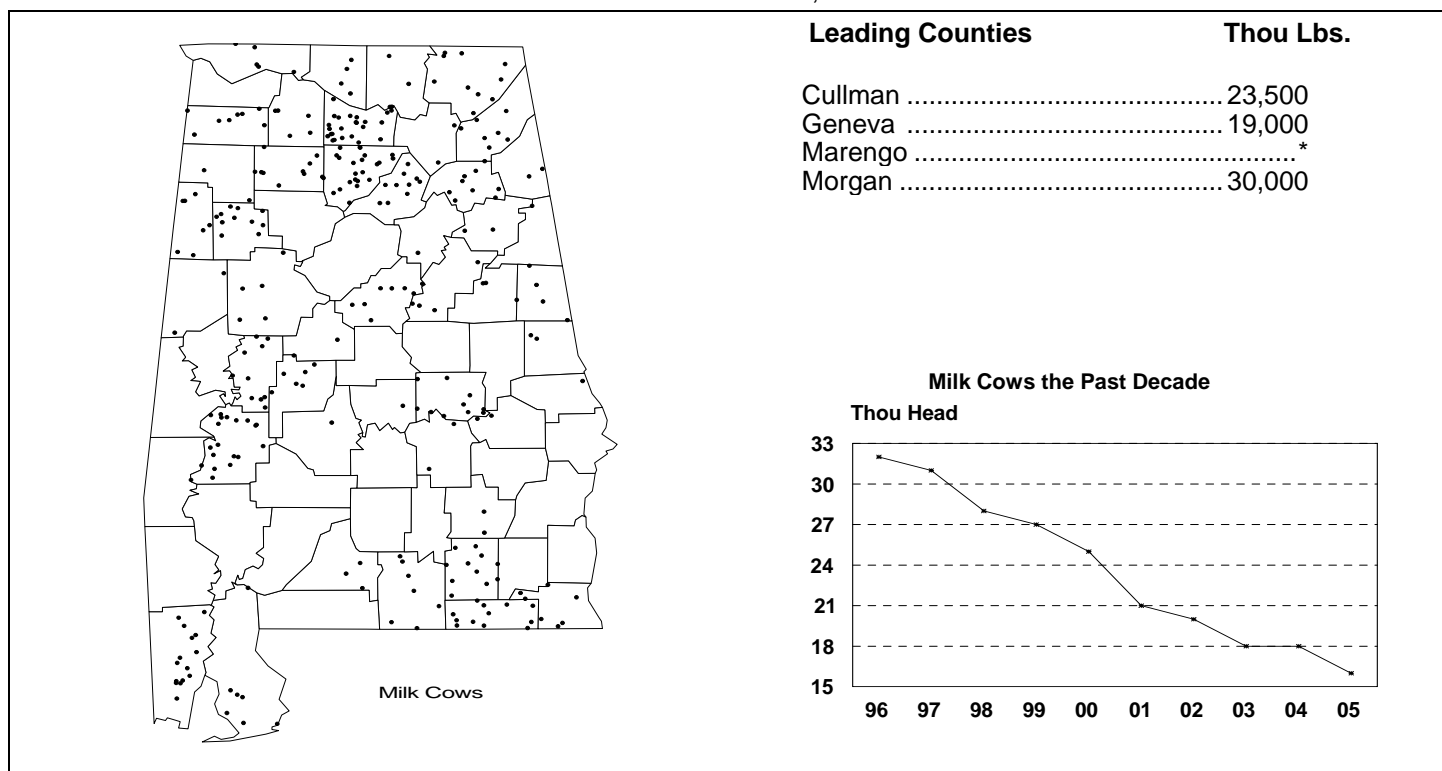 Leading Counties Thou Lbs.
Cullman .......................................... 23,500
Geneva .......................................... 19,000
Marengo ...................................................*
Morgan ........................................... 30,000
Milk Cows the Past Decade
Thou Head
33
30
27
24
21
18
15
96 97 98 99 00 01 02 03 04 05
Milk Cows